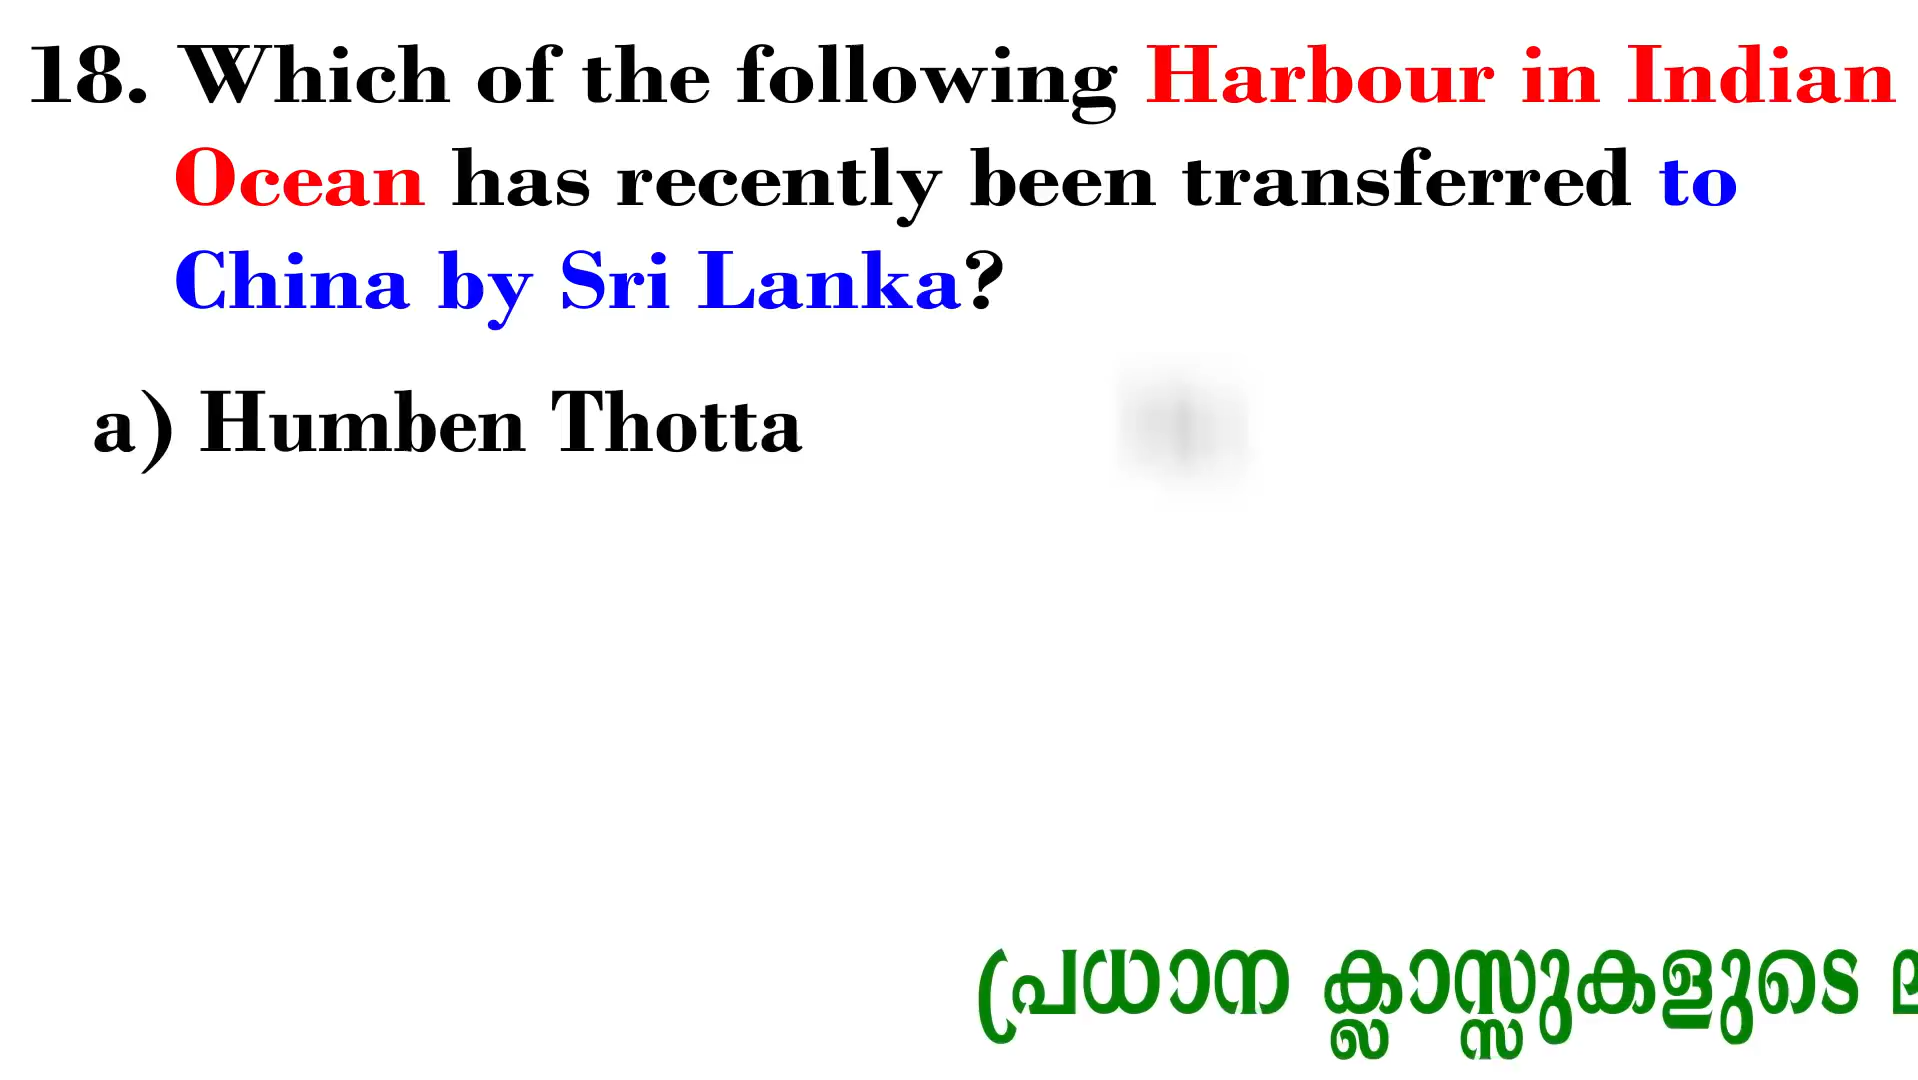 18. Which of the following Harbour in Indian
Ocean has recently been transferred to
China by Sri Lanka?
a) Humben Thotta
പ്രധാന ക്ലാസ്സുകളുടെ